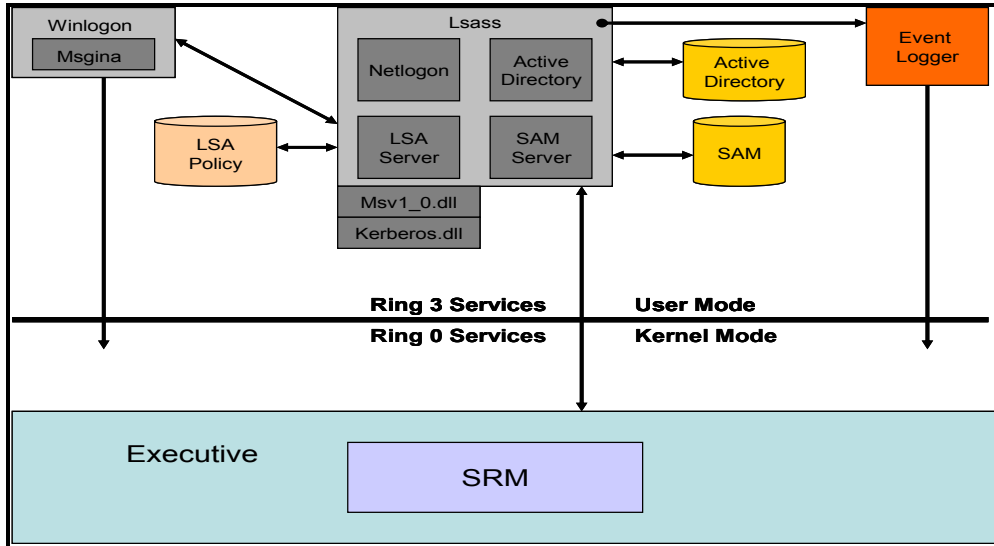 Winlogon
Msgina
Lsass
Netlogon
Active
Directory
LSA
Server
SAM
Server
Msv1_0.dll
Kerberos.dll
LSA
Policy
Active
Directory
SAM
Event
Logger
Ring 3 Services
User Mode
Ring 0 Services
Kernel Mode
Executive
SRM